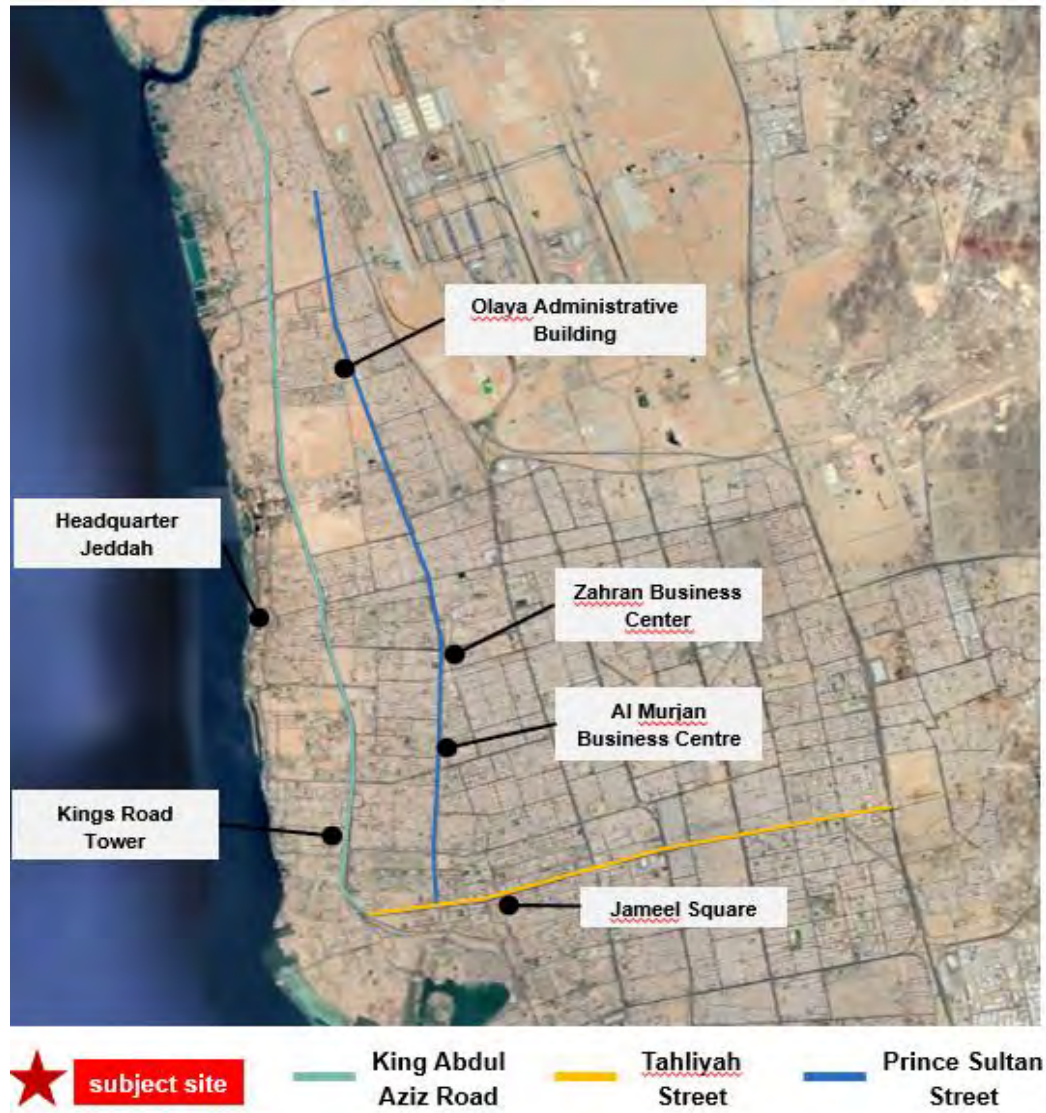 Olaya Administrative
Building
Headquarter
Jeddah
Zahran Business
Center
Al Murjan
Business Centre
Kings Road
Tower
Jameel Square
subject site
King Abdul
Aziz Road
Tahliyah
Street
Prince Sultan
Street